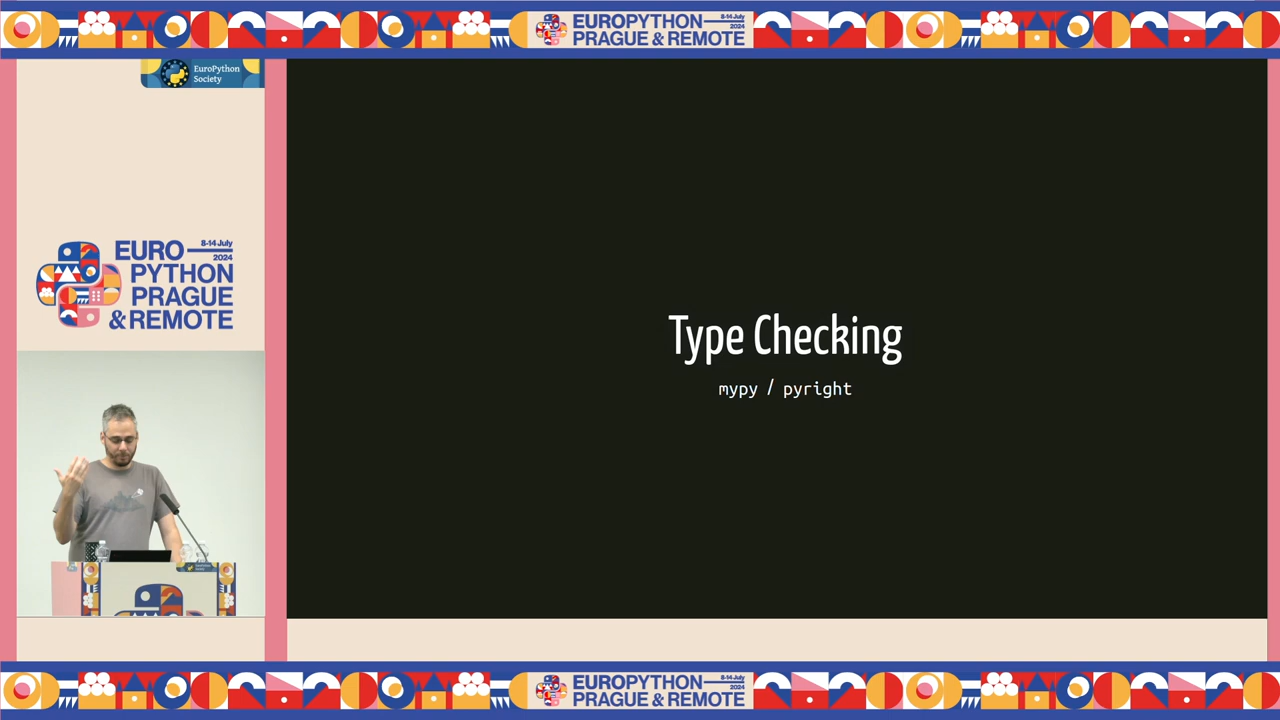 EUROPYTHON
8-14 July
2024
PRAGUE & REMOTE
EuroPython
Society
EURO
8-14 July
2024
PYTHON
PRAGUE
& REMOTE
Type Checking
mypy / pyright
EUROPYTHON
8-14 July
2024
PRAGUE & REMOTE